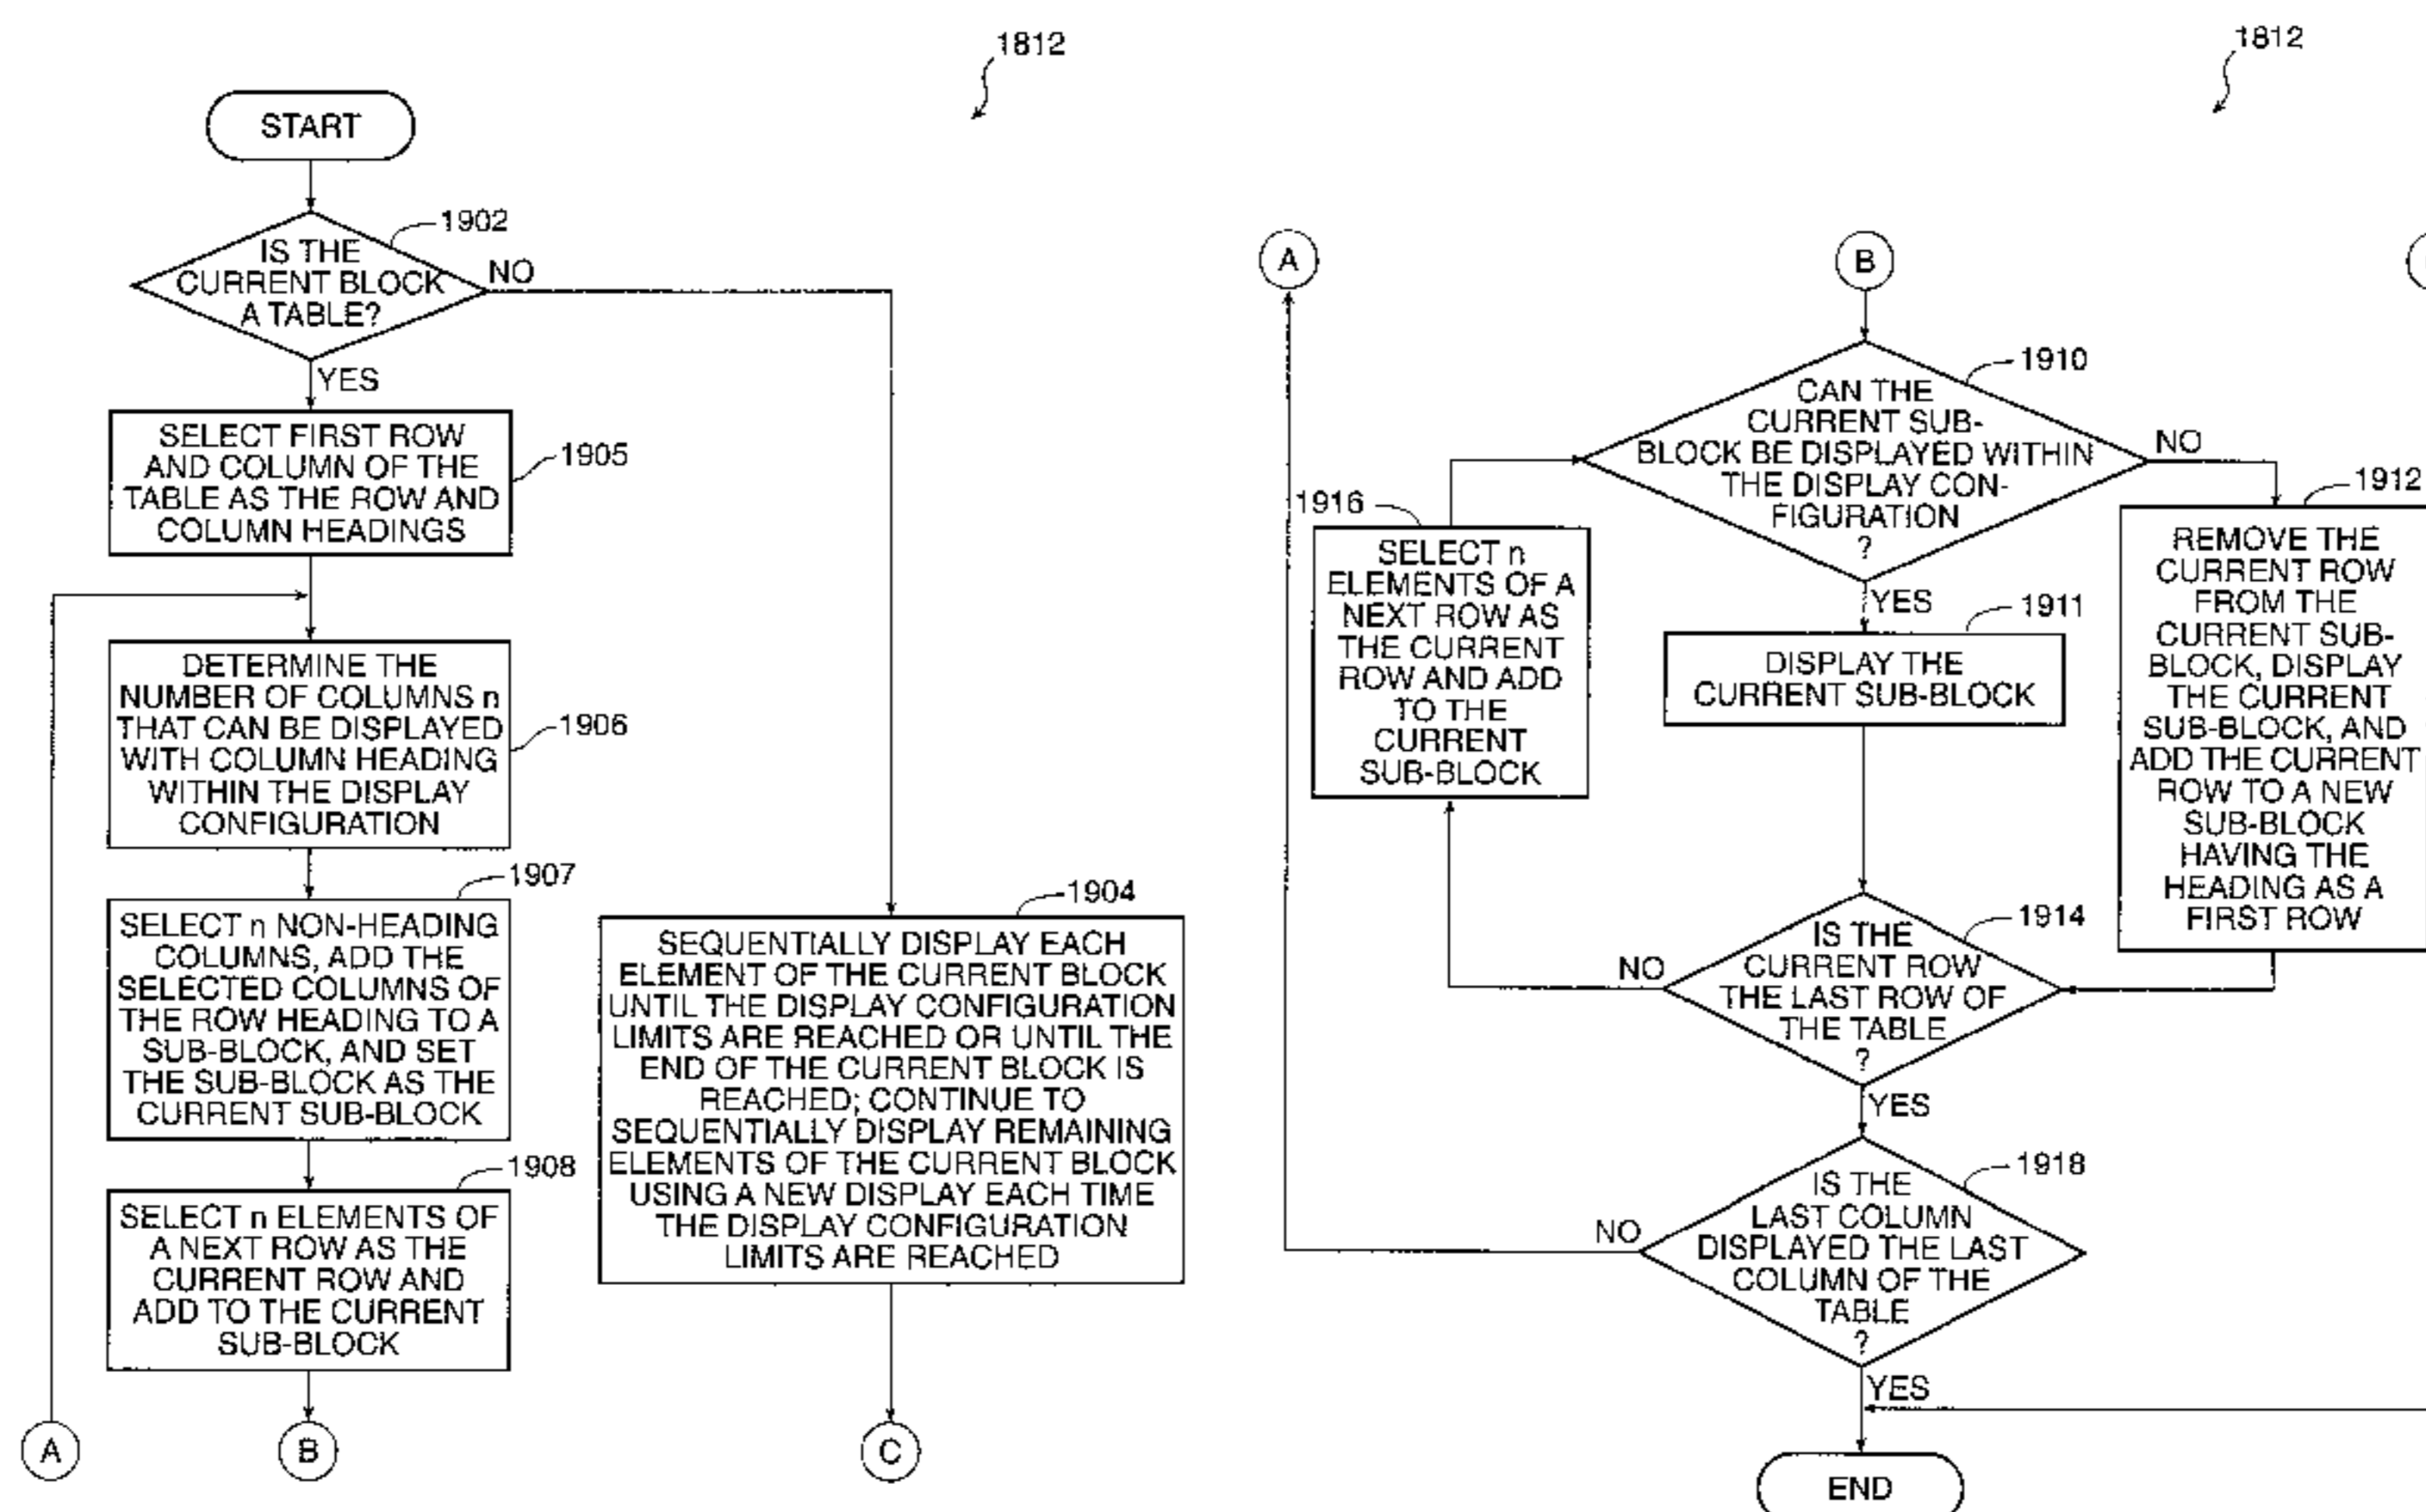 1812
START
1902
IS THE
CURRENT BLOCK
A TABLE?
NO
YES
SELECT FIRST ROW
AND COLUMN OF THE
TABLE AS THE ROW AND
COLUMN HEADINGS
1905
DETERMINE THE
NUMBER OF COLUMNS n
THAT CAN BE DISPLAYED
WITH COLUMN HEADING
WITHIN THE DISPLAY
CONFIGURATION
1906
1907
SELECT n NON-HEADING
COLUMNS, ADD THE
SELECTED COLUMNS OF
THE ROW HEADING TO A
SUB-BLOCK, AND SET
THE SUB-BLOCK AS THE
CURRENT SUB-BLOCK
1908
SELECT n ELEMENTS OF
A NEXT ROW AS THE
CURRENT ROW AND
ADD TO THE CURRENT
SUB-BLOCK
1904
SEQUENTIALLY DISPLAY EACH
ELEMENT OF THE CURRENT BLOCK
UNTIL THE DISPLAY CONFIGURATION
LIMITS ARE REACHED OR UNTIL THE
END OF THE CURRENT BLOCK IS
REACHED; CONTINUE TO
SEQUENTIALLY DISPLAY REMAINING
ELEMENTS OF THE CURRENT BLOCK
USING A NEW DISPLAY EACH TIME
THE DISPLAY CONFIGURATION
LIMITS ARE REACHED
A
B
C
1812
A
B
1910
CAN THE
CURRENT SUB-
BLOCK BE DISPLAYED WITHIN
THE DISPLAY CON-
FIGURATION
?
NO
YES
1916
SELECT n
ELEMENTS OF A
NEXT ROW AS
THE CURRENT
ROW AND ADD
TO THE
CURRENT
SUB-BLOCK
1911
DISPLAY THE
CURRENT SUB-BLOCK
1912
REMOVE THE
CURRENT ROW
FROM THE
CURRENT SUB-
BLOCK, DISPLAY
THE CURRENT
SUB-BLOCK, AND
ADD THE CURRENT
ROW TO A NEW
SUB-BLOCK
HAVING THE
HEADING AS A
FIRST ROW
1914
IS THE
CURRENT ROW
THE LAST ROW OF
THE TABLE
?
NO
YES
1918
IS THE
LAST COLUMN
DISPLAYED THE LAST
COLUMN OF THE
TABLE
?
NO
YES
END